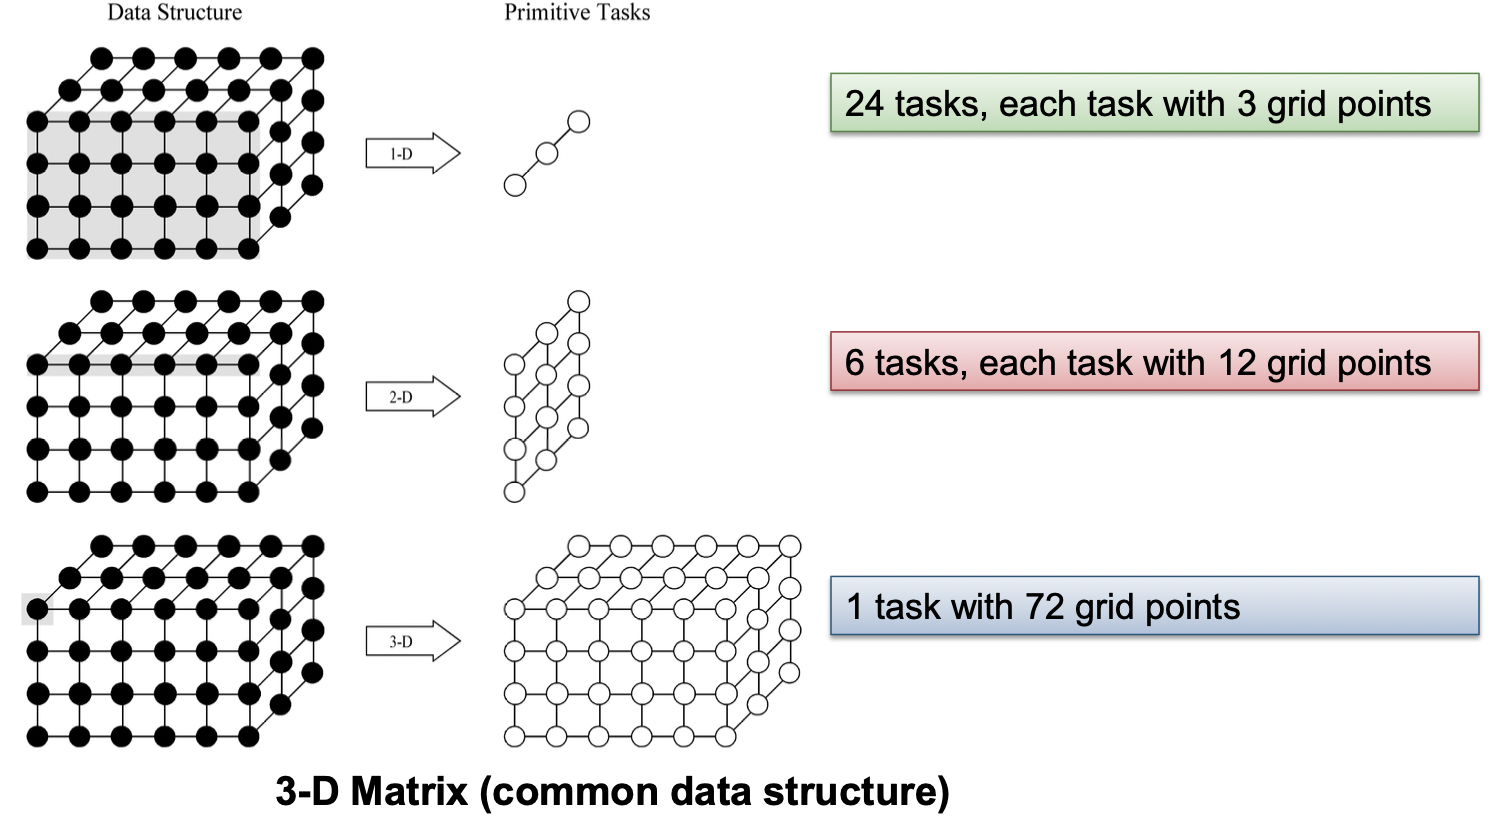 Data Structure
Primitive Tasks
1-D
24 tasks, each task with 3 grid points
2-D
6 tasks, each task with 12 grid points
3-D
1 task with 72 grid points
3-D Matrix (common data structure)